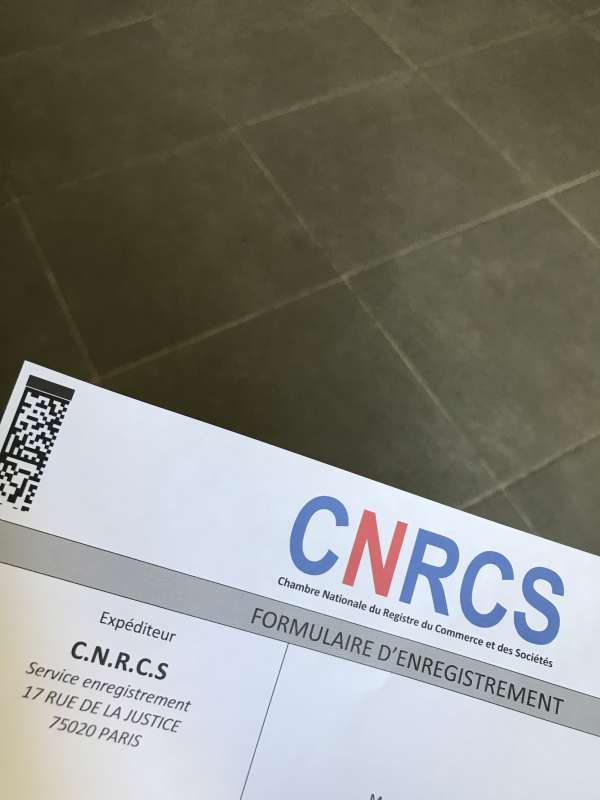 CNRCS
Chambre Nationale du Registre du Commerce et des Sociétés
FORMULAIRE D'ENREGISTREMENT
Expéditeur
C.N.R.C.S
Service enregistrement
17 RUE DE LA JUSTICE
75020 PARIS